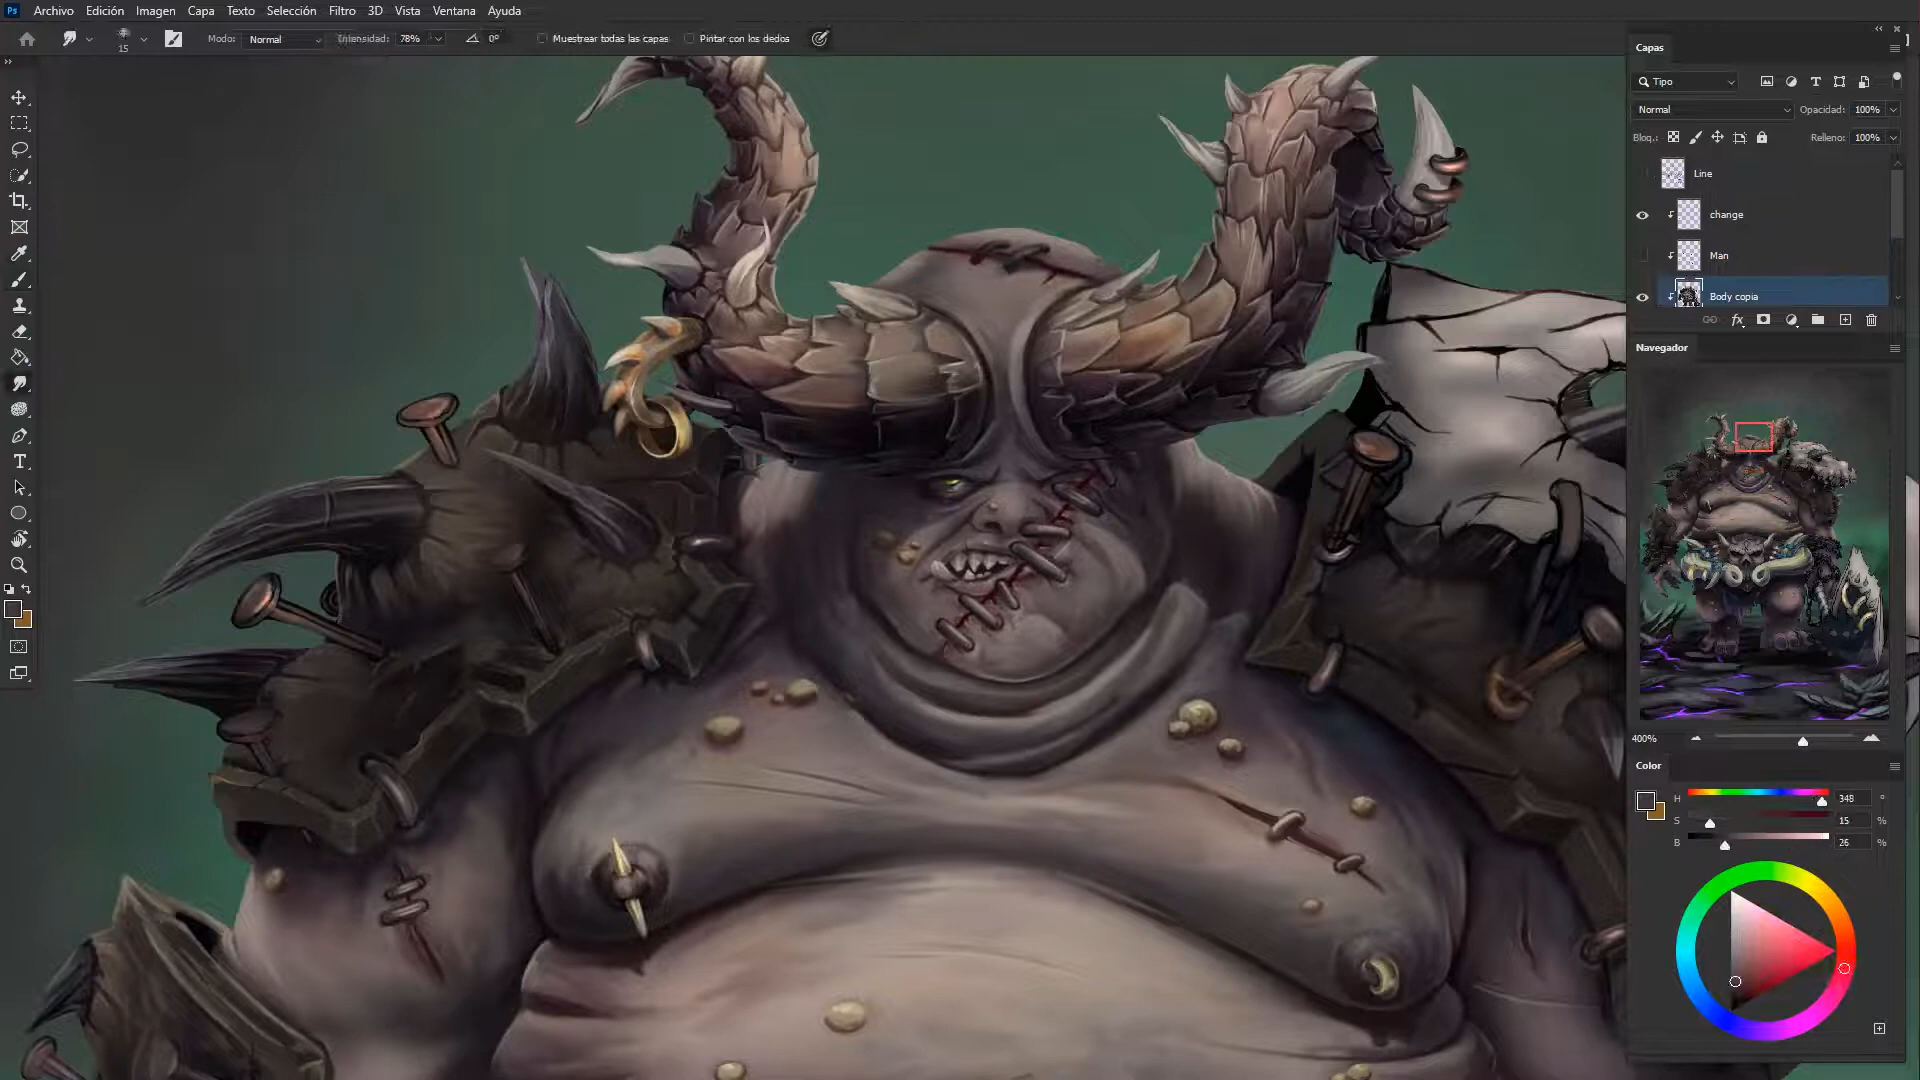 Ps Archivo Edición Imagen Capa Texto Selección Filtro 3D Vista Ventana Ayuda
15 Modo: Normal Intensidad: 78% 0° Muestrear todas las capas Pintar con los dedos
Capas
Tipo
Normal Opacidad: 100%
Bloq.: Relleno: 100%
Line
change
Man
Body copia
fx
Navegador
400%
Color
H 348 °
S 15 %
B 26 %